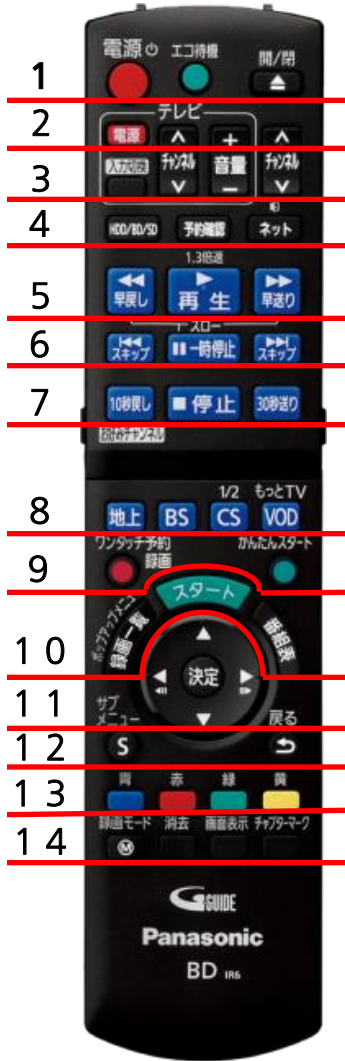 電源 エコ待機 開/閉
1
テレビ
2 電源 ∧ + ∧
入力切換 チャンネル 音量 チャンネル
3 ∨ − ∨
4 HDD/BD/SD 予約確認 ネット
1.3倍速
5 早戻し 再生 早送り
スロー
6 スキップ 一時停止 スキップ
7 10秒戻し 停止 30秒送り
1/2 もっとTV
8 地上 BS CS VOD
ワンタッチ予約 かんたんスタート
録画
9
スタート
ポップアップメニュー
録画一覧 番組表
10 決定
サブ
メニュー 戻る
11
12 S
青 赤 緑 黄
13
録画モード 消去 画面表示 チャプターマーク
14 M
G GUIDE
Panasonic
BD IR6